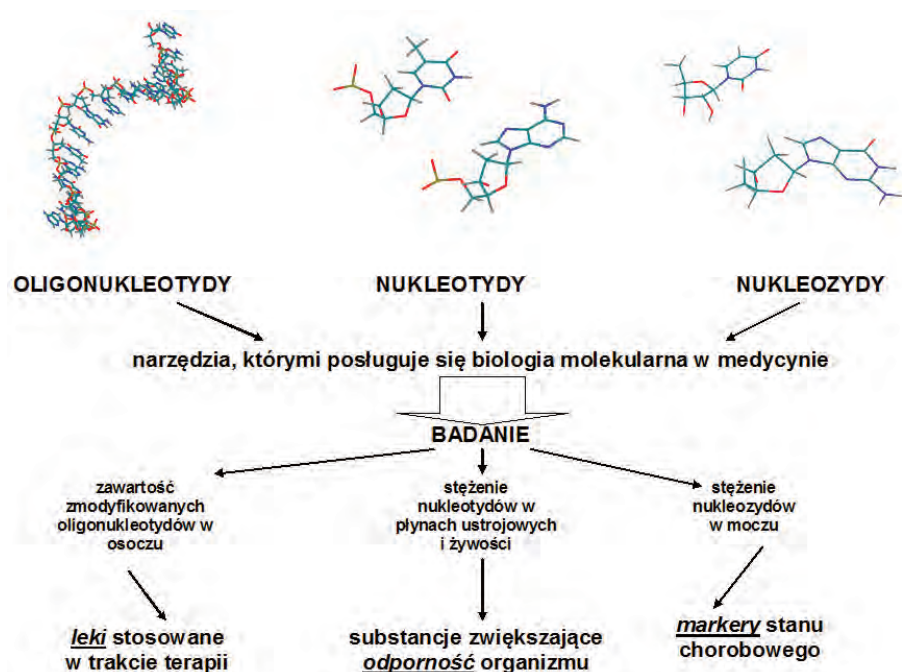 OLIGONUKLEOTYDY
NUKLEOTYDY
NUKLEOZYDY
narzędzia, którymi posługuje się biologia molekularna w medycynie
BADANIE
zawartość
zmodyfikowanych
oligonukleotydów w
osoczu
stężenie
nukleotydów w
płynach ustrojowych
i żywości
stężenie
nukleozydów
w moczu
leki stosowane
w trakcie terapii
substancje zwiększające
odporność organizmu
markery stanu
chorobowego